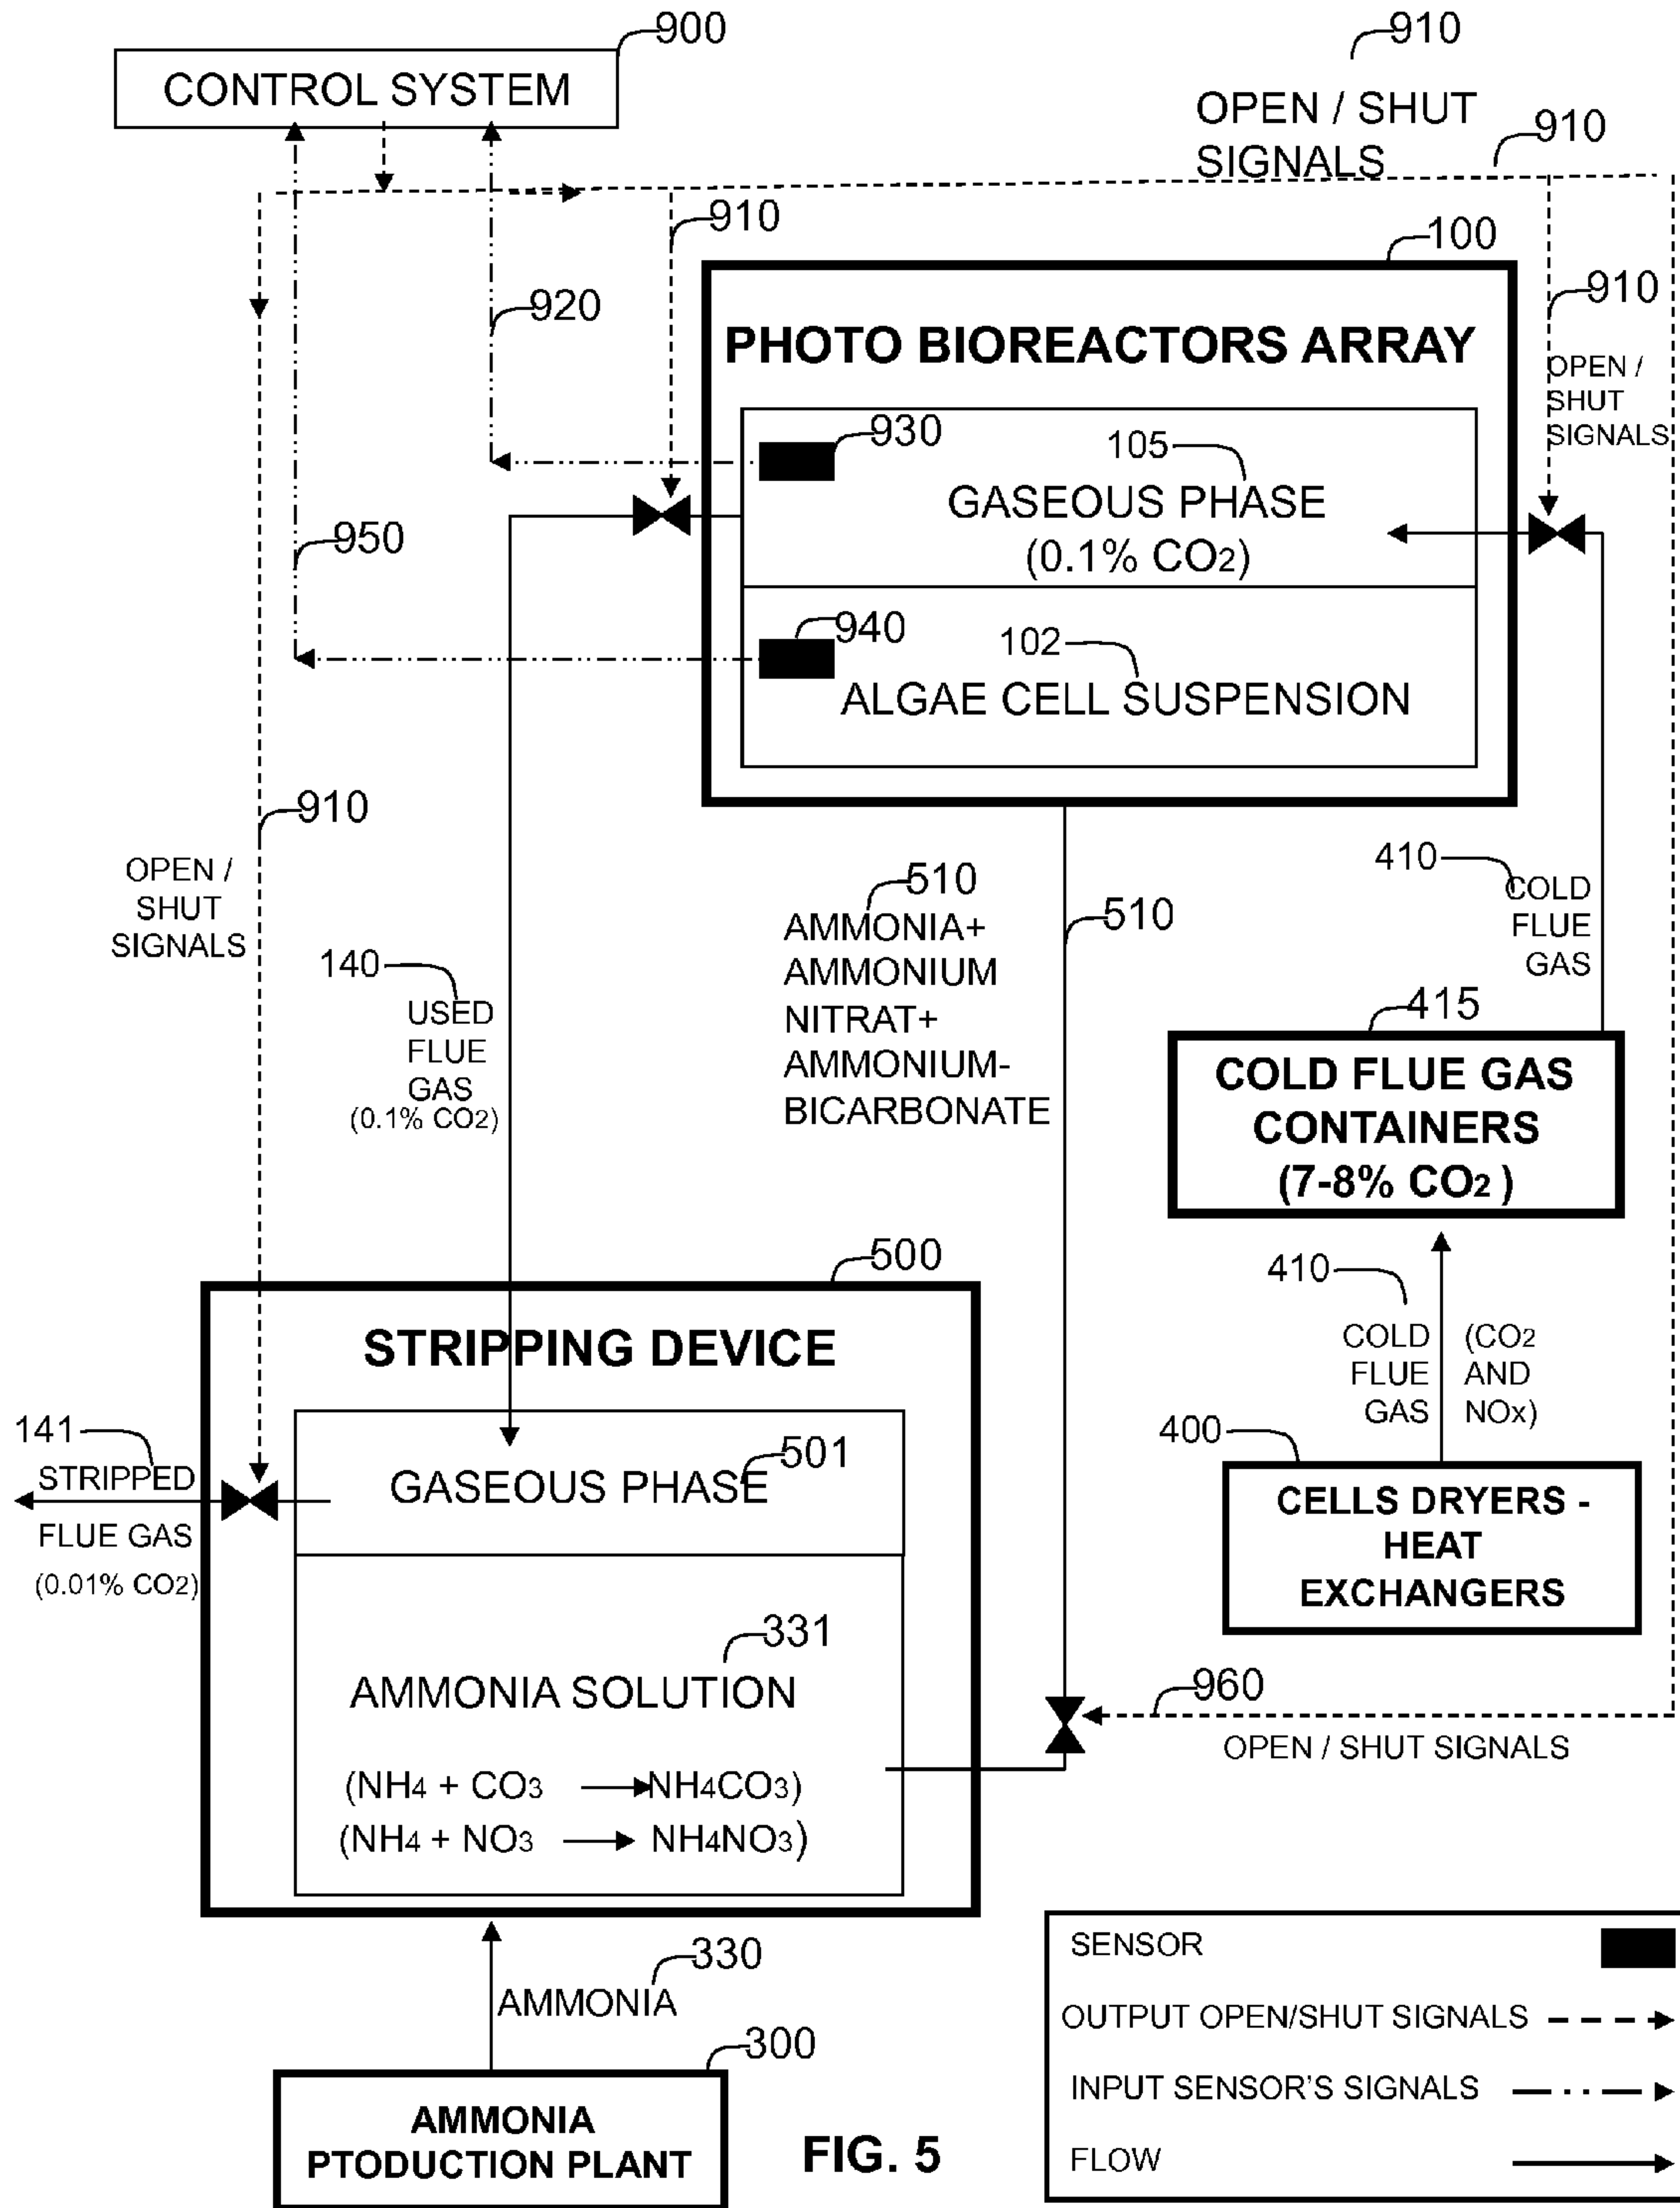 900
CONTROL SYSTEM
910
OPEN / SHUT
SIGNALS
910
910
100
910
920
PHOTO BIOREACTORS ARRAY
OPEN /
SHUT
SIGNALS
930
105
GASEOUS PHASE
(0.1% CO2)
950
940
102
ALGAE CELL SUSPENSION
910
OPEN /
SHUT
SIGNALS
140
USED
FLUE
GAS
(0.1% CO2)
510
AMMONIA+
AMMONIUM
NITRAT+
AMMONIUM-
BICARBONATE
510
410
COLD
FLUE
GAS
415
COLD FLUE GAS
CONTAINERS
(7-8% CO2 )
410
COLD
FLUE
GAS
(CO2
AND
NOx)
400
CELLS DRYERS -
HEAT
EXCHANGERS
500
STRIPPING DEVICE
141
STRIPPED
FLUE GAS
(0.01% CO2)
501
GASEOUS PHASE
331
AMMONIA SOLUTION
(NH4 + CO3 → NH4CO3)
(NH4 + NO3 → NH4NO3)
960
OPEN / SHUT SIGNALS
330
AMMONIA
300
AMMONIA
PTODUCTION PLANT
FIG. 5
SENSOR
OUTPUT OPEN/SHUT SIGNALS
INPUT SENSOR'S SIGNALS
FLOW